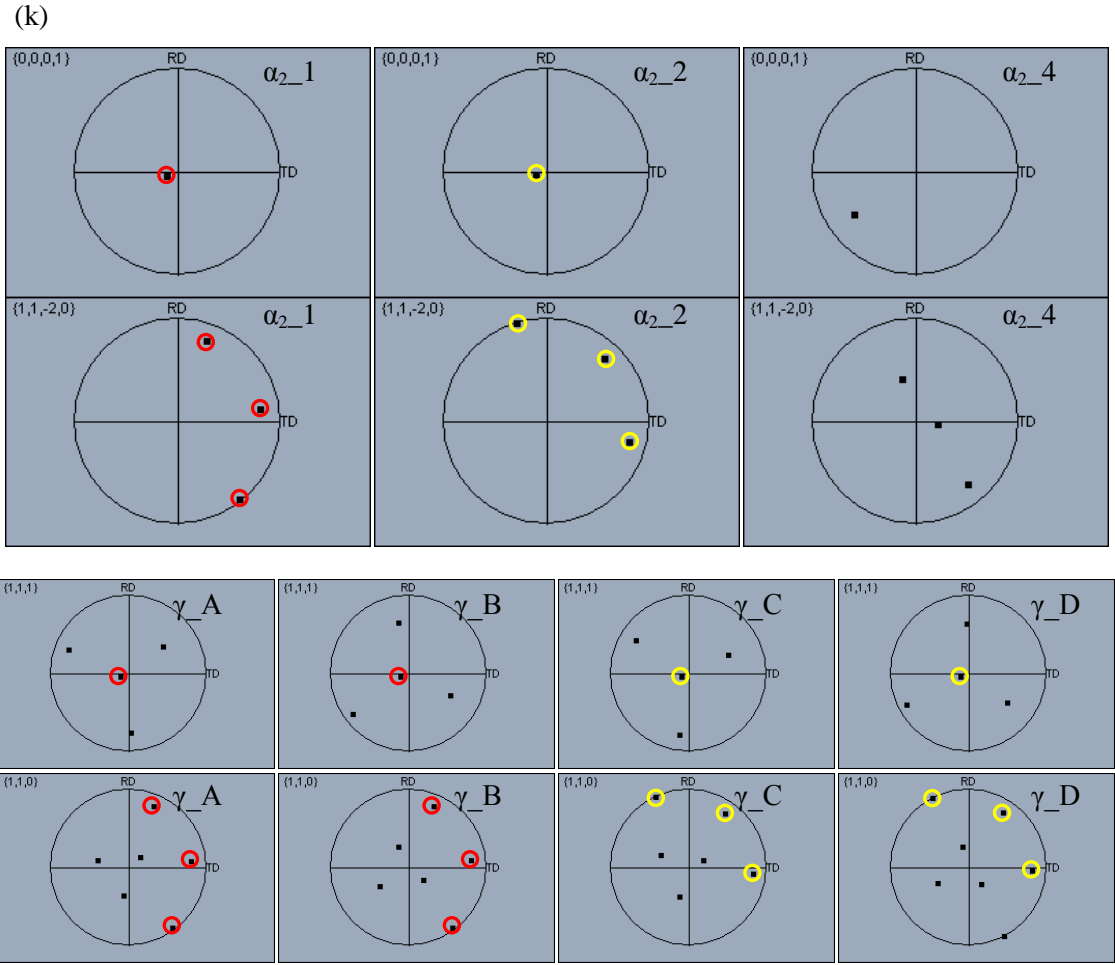 (k)
{0,0,0,1} RD α₂_1 TD
{0,0,0,1} RD α₂_2 TD
{0,0,0,1} RD α₂_4 TD
{1,1,-2,0} RD α₂_1 TD
{1,1,-2,0} RD α₂_2 TD
{1,1,-2,0} RD α₂_4 TD
{1,1,1} RD γ_A TD
{1,1,1} RD γ_B TD
{1,1,1} RD γ_C TD
{1,1,1} RD γ_D TD
{1,1,0} RD γ_A TD
{1,1,0} RD γ_B TD
{1,1,0} RD γ_C TD
{1,1,0} RD γ_D TD